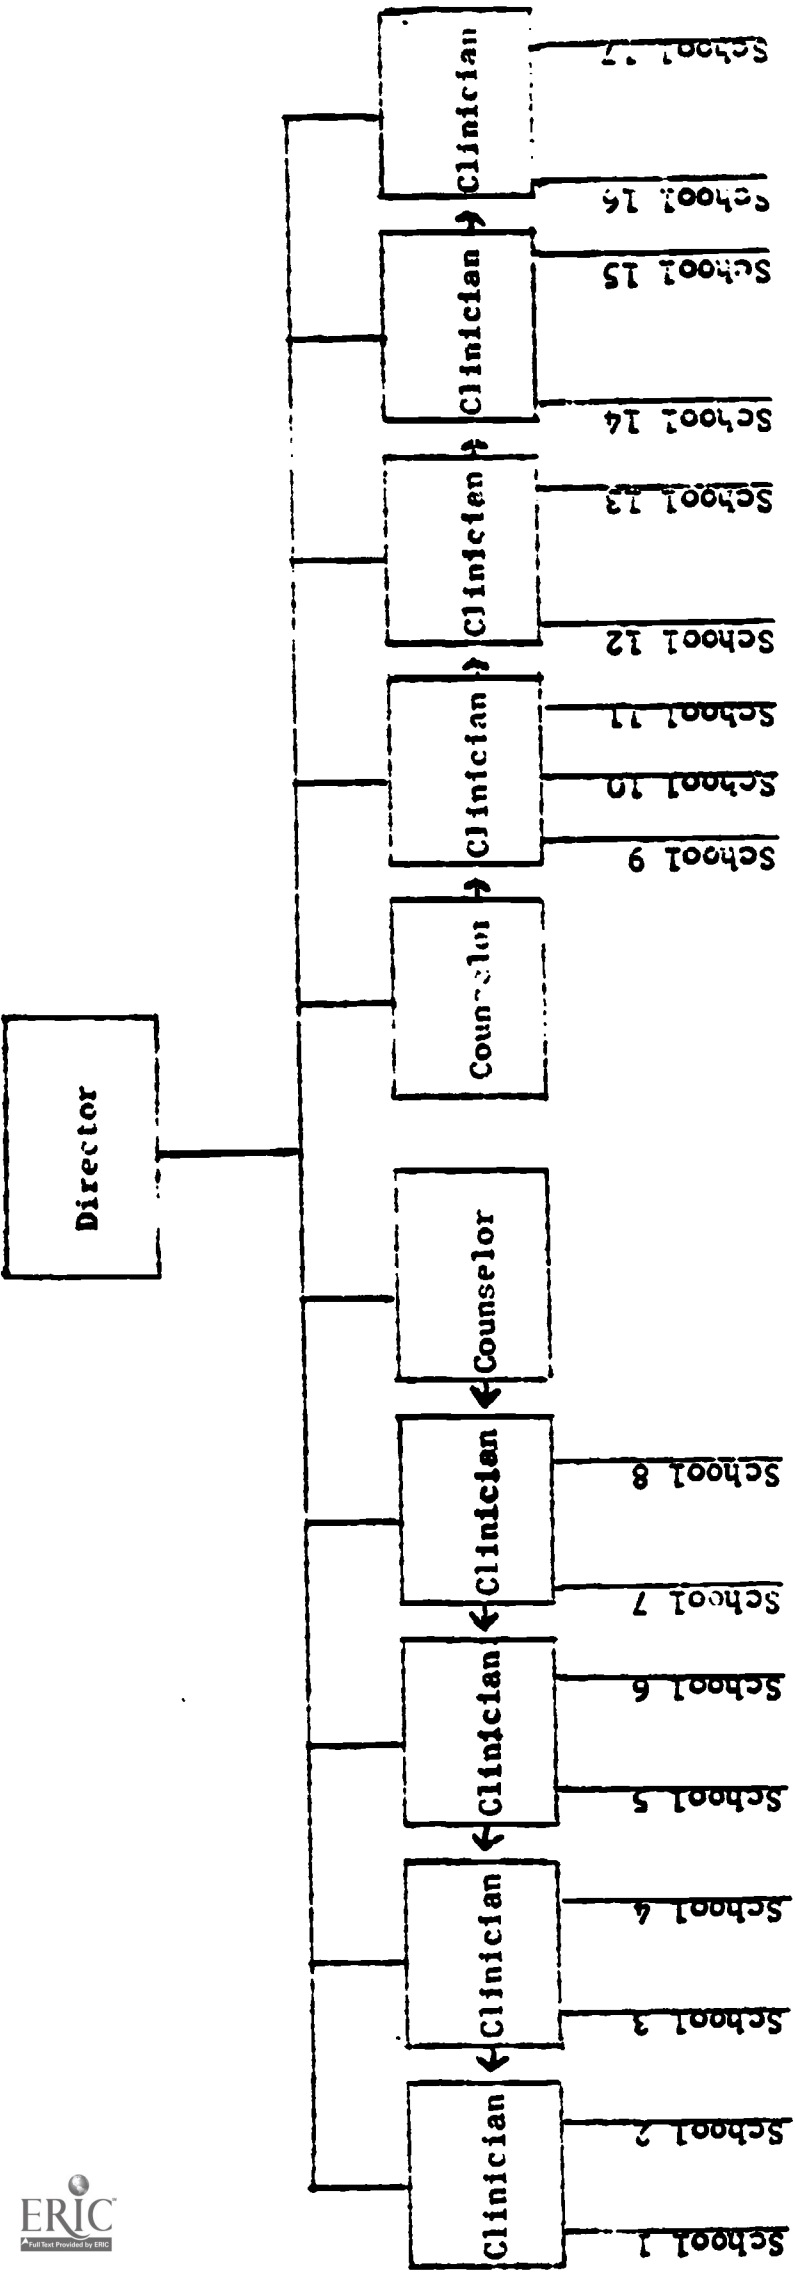 Director
Clinician
Clinician
Clinician
Clinician
Counselor
Clinician
Clinician
Clinician
Clinician
School 1
School 2
School 3
School 4
School 5
School 6
School 7
School 8
School 9
School 10
School 11
School 12
School 13
School 14
School 15
School 16
School 17
ERIC
Full Text Provided by ERIC